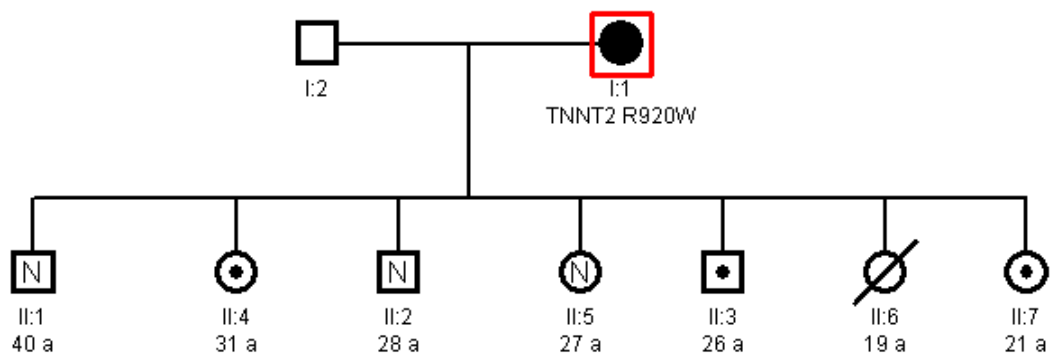 I:2
I:1
TNNT2 R920W
N
N
N
II:1
II:4
II:2
II:5
II:3
II:6
II:7
40 a
31 a
28 a
27 a
26 a
19 a
21 a